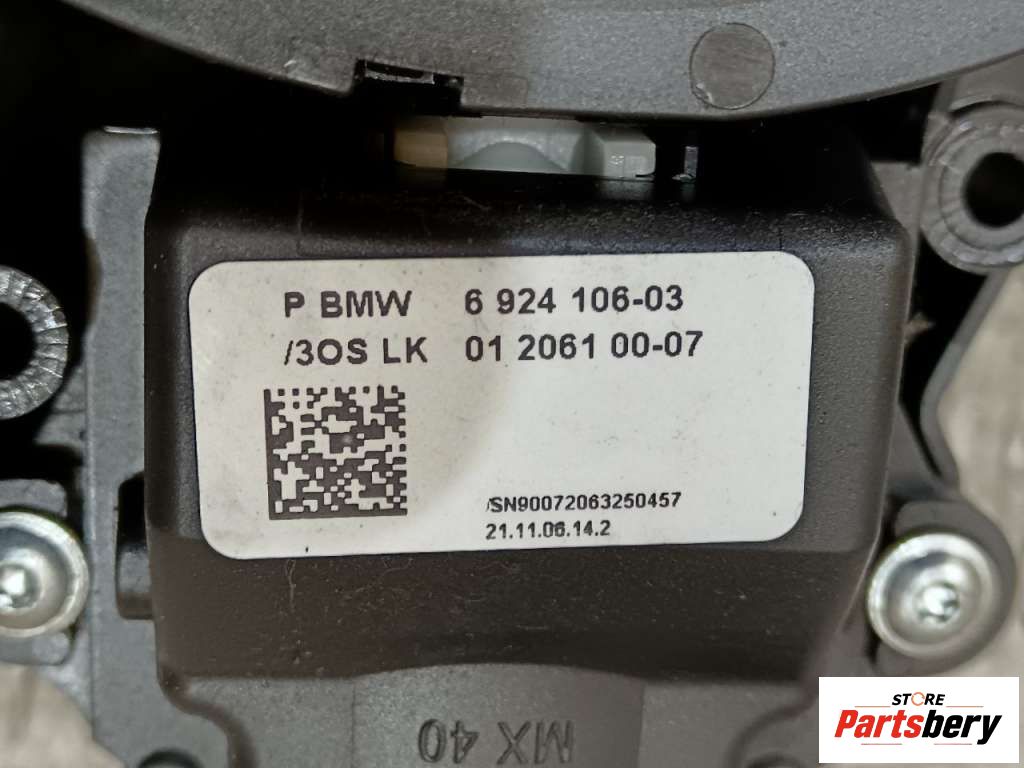 P BMW 6 924 106-03
/3OS LK 01 2061 00-07
/SN90072063250457
21.11.06.14.2
MX 40
STORE
Partsbery